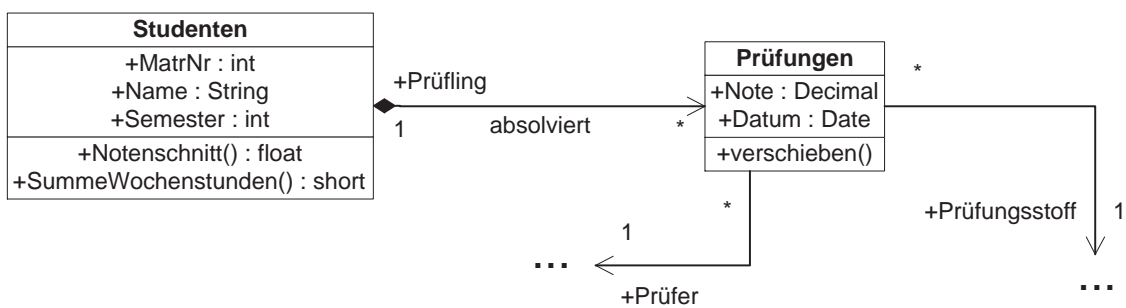 Studenten
+MatrNr : int
+Name : String
+Semester : int
+Notenschnitt() : float
+SummeWochenstunden() : short
+Prüfling
1
absolviert
*
Prüfungen
+Note : Decimal
+Datum : Date
+verschieben()
*
*
1
...
+Prüfer
+Prüfungsstoff
1
...